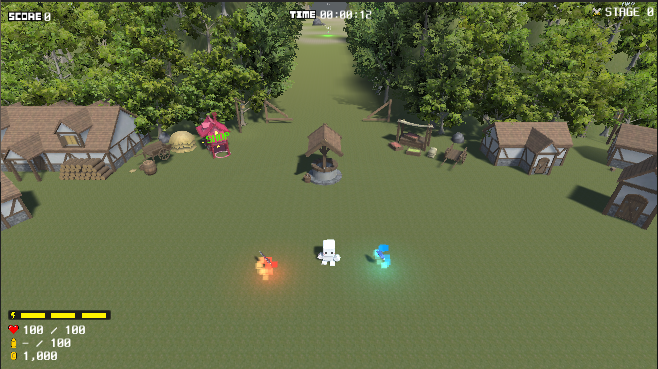 SCORE 0
TIME 00:00:12
STAGE 0
100 / 100
- / 100
1,000